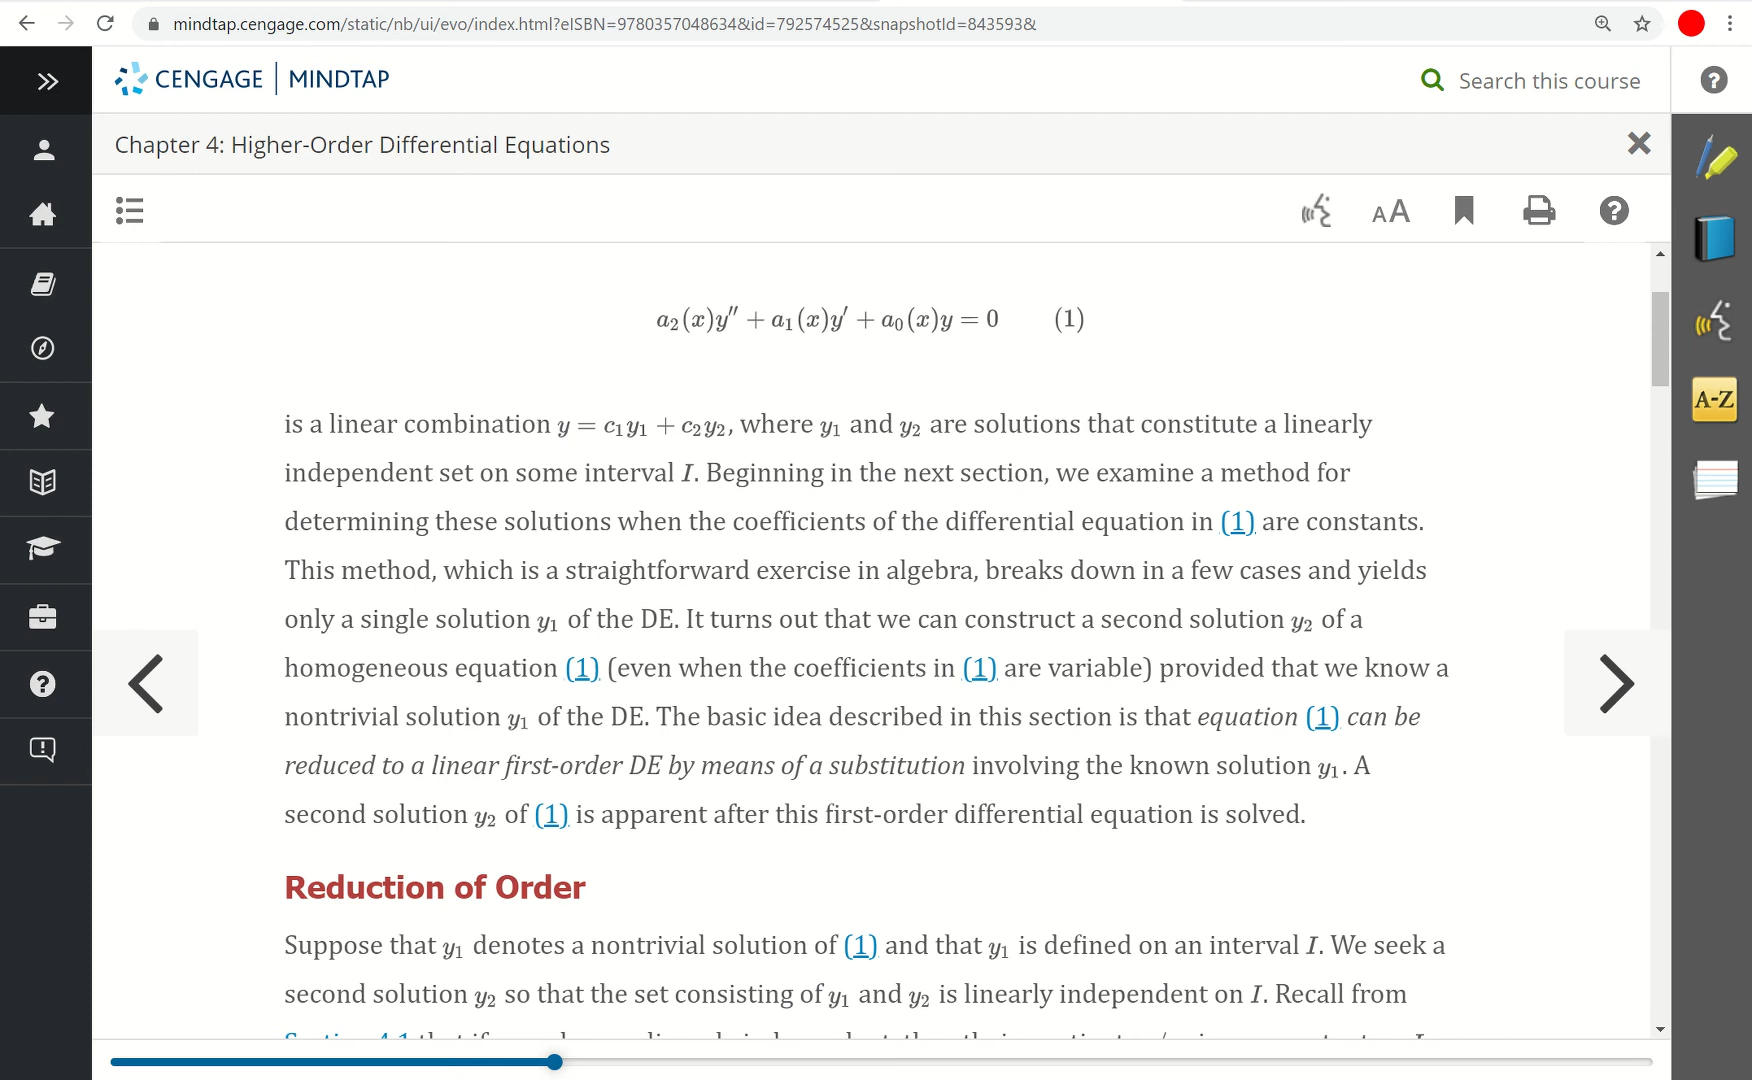 mindtap.cengage.com/static/nb/ui/evo/index.html?eISBN=9780357048634&id=792574525&snapshotId=843593&
CENGAGE | MINDTAP
Search this course
Chapter 4: Higher-Order Differential Equations
AA
a₂(x)y″ + a₁(x)y′ + a₀(x)y = 0 (1)
is a linear combination y = c₁y₁ + c₂y₂, where y₁ and y₂ are solutions that constitute a linearly
independent set on some interval I. Beginning in the next section, we examine a method for
determining these solutions when the coefficients of the differential equation in (1) are constants.
This method, which is a straightforward exercise in algebra, breaks down in a few cases and yields
only a single solution y₁ of the DE. It turns out that we can construct a second solution y₂ of a
homogeneous equation (1) (even when the coefficients in (1) are variable) provided that we know a
nontrivial solution y₁ of the DE. The basic idea described in this section is that equation (1) can be
reduced to a linear first-order DE by means of a substitution involving the known solution y₁. A
second solution y₂ of (1) is apparent after this first-order differential equation is solved.
Reduction of Order
Suppose that y₁ denotes a nontrivial solution of (1) and that y₁ is defined on an interval I. We seek a
second solution y₂ so that the set consisting of y₁ and y₂ is linearly independent on I. Recall from
A-Z